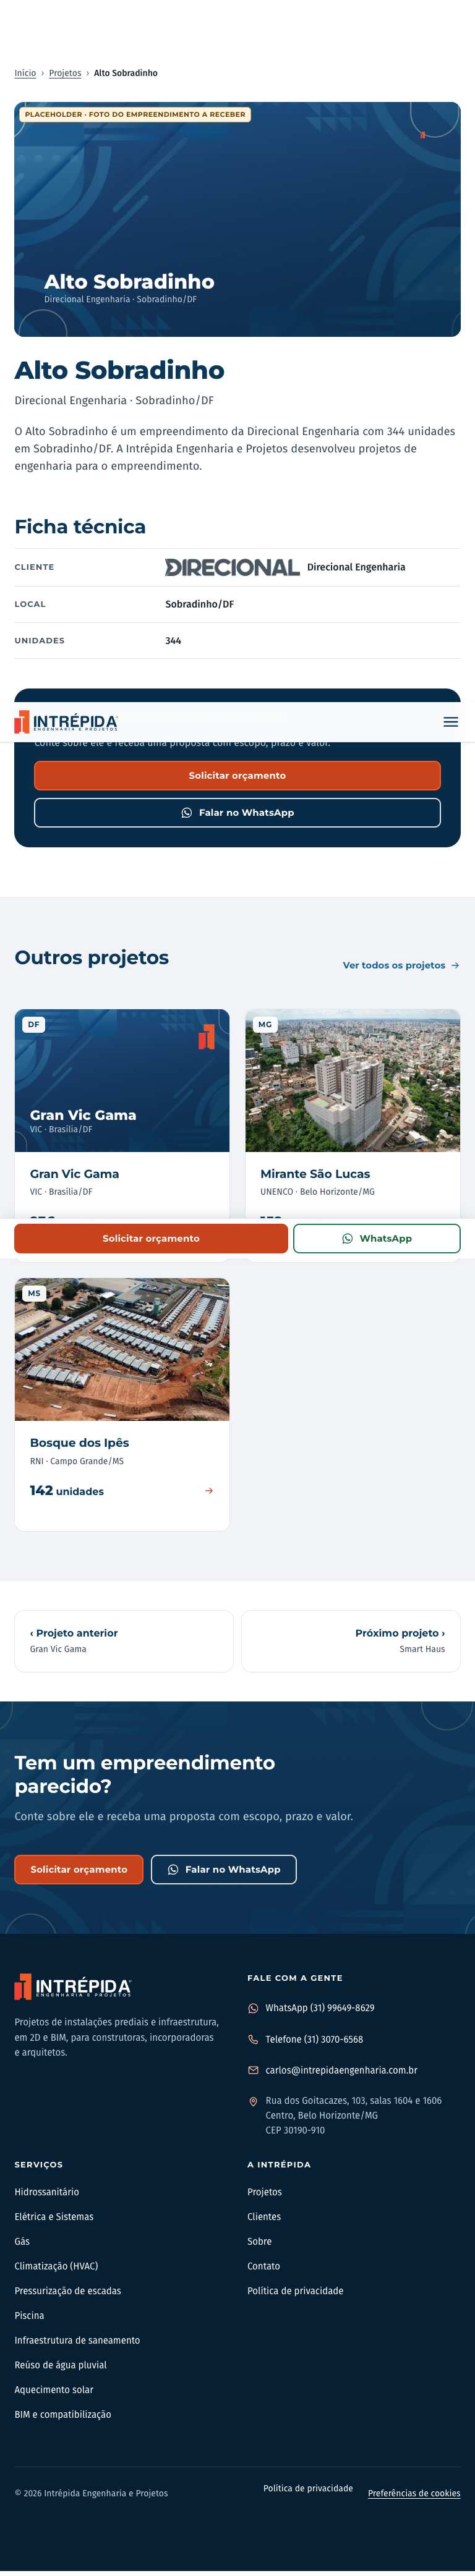 Início › Projetos › Alto Sobradinho
PLACEHOLDER · FOTO DO EMPREENDIMENTO A RECEBER
Alto Sobradinho
Direcional Engenharia · Sobradinho/DF
Alto Sobradinho
Direcional Engenharia · Sobradinho/DF
O Alto Sobradinho é um empreendimento da Direcional Engenharia com 344 unidades
em Sobradinho/DF. A Intrépida Engenharia e Projetos desenvolveu projetos de
engenharia para o empreendimento.
Ficha técnica
CLIENTE DIRECIONAL Direcional Engenharia
LOCAL Sobradinho/DF
UNIDADES 344
INTRÉPIDA
ENGENHARIA E PROJETOS
Conte sobre ele e receba uma proposta com escopo, prazo e valor.
Solicitar orçamento
Falar no WhatsApp
Outros projetos
Ver todos os projetos →
DF
Gran Vic Gama
VIC · Brasília/DF
Gran Vic Gama
VIC · Brasília/DF
MG
Mirante São Lucas
UNENCO · Belo Horizonte/MG
Solicitar orçamento
WhatsApp
MS
Bosque dos Ipês
RNI · Campo Grande/MS
142 unidades →
‹ Projeto anterior
Gran Vic Gama
Próximo projeto ›
Smart Haus
Tem um empreendimento
parecido?
Conte sobre ele e receba uma proposta com escopo, prazo e valor.
Solicitar orçamento
Falar no WhatsApp
INTRÉPIDA
ENGENHARIA E PROJETOS
Projetos de instalações prediais e infraestrutura,
em 2D e BIM, para construtoras, incorporadoras
e arquitetos.
FALE COM A GENTE
WhatsApp (31) 99649-8629
Telefone (31) 3070-6568
carlos@intrepidaengenharia.com.br
Rua dos Goitacazes, 103, salas 1604 e 1606
Centro, Belo Horizonte/MG
CEP 30190-910
SERVIÇOS
Hidrossanitário
Elétrica e Sistemas
Gás
Climatização (HVAC)
Pressurização de escadas
Piscina
Infraestrutura de saneamento
Reúso de água pluvial
Aquecimento solar
BIM e compatibilização
A INTRÉPIDA
Projetos
Clientes
Sobre
Contato
Política de privacidade
© 2026 Intrépida Engenharia e Projetos
Política de privacidade
Preferências de cookies